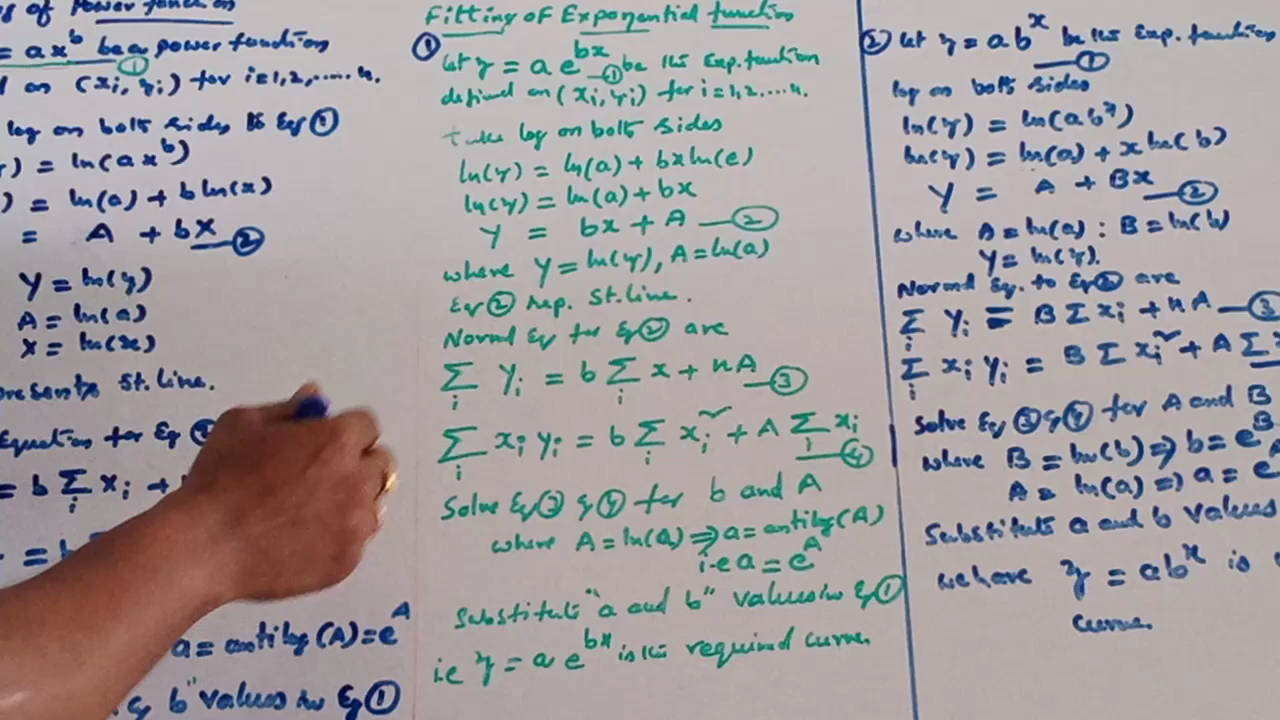 of Power function
= ax^b be a power function
①
on (xi, yi) for i=1,2,.....n.
log on both sides to Eq ①
) = ln(ax^b)
) = ln(a) + b ln(x)
= A + bX —②
Y = ln(y)
A = ln(a)
X = ln(x)
St. line.
Equation for Eq
= b Σ xi +
i
= b
a = antilog(A) = e^A
& b" values in Eq ①
Fitting of Exponential function
① Let y = a e^bx —① be the Exp. function
defined on (xi, yi) for i=1,2,....n.
take log on both sides
ln(y) = ln(a) + bx ln(e)
ln(y) = ln(a) + bx
Y = bx + A —②
where Y = ln(y), A = ln(a)
Eq ② rep. St. line.
Normal Eq for Eq ② are
Σ Yi = b Σ x + nA —③
i i
Σ xi yi = b Σ xi² + A Σ xi —④
i i i
Solve Eq ③ & ④ for b and A
where A = ln(a) ⇒ a = antilog(A)
i.e a = e^A
Substitute "a and b" values in Eq ①
i.e y = a e^bx is the required curve.
② Let y = ab^x be the Exp. function
—①
log on both sides
ln(y) = ln(ab^x)
ln(y) = ln(a) + x ln(b)
Y = A + Bx —②
where A = ln(a) : B = ln(b)
Y = ln(y).
Normal Eq. to Eq ② are
Σ Yi = B Σ xi + nA —③
i
Σ xi yi = B Σ xi² + A Σ
i
Solve Eq ③ & ④ for A and B
where B = ln(b) ⇒ b = e^B
A = ln(a) ⇒ a = e^A
Substitute a and b values
we have y = ab^x is
curve.